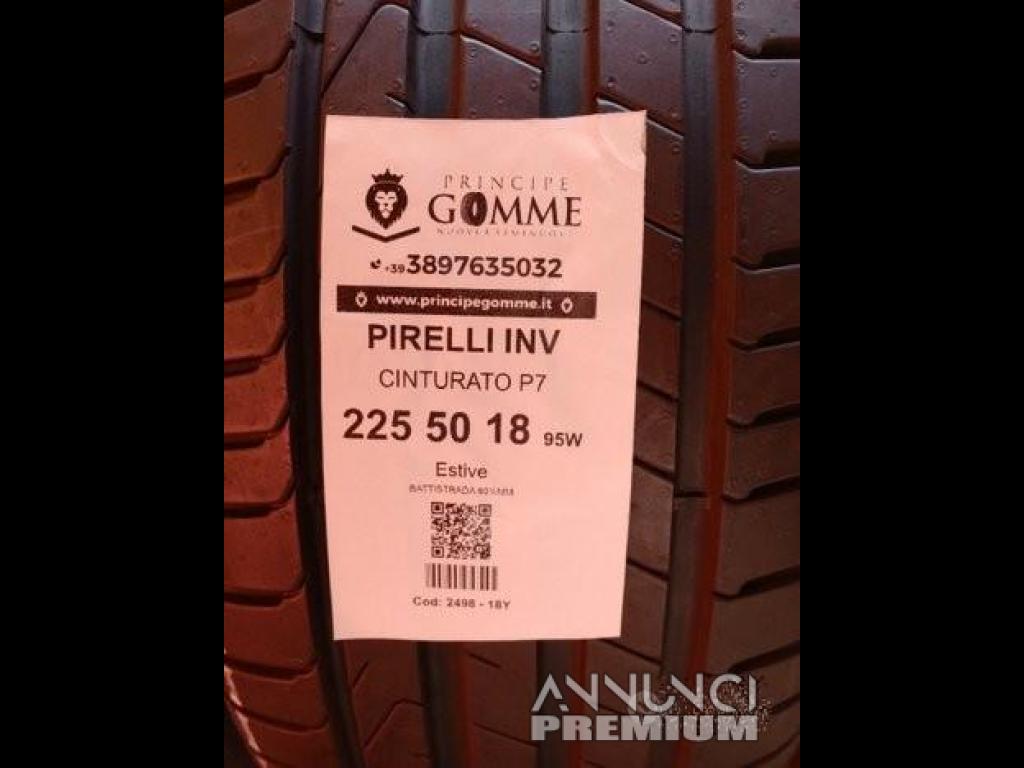 PRINCIPE
GOMME
+39 3897635032
www.principegomme.it
PIRELLI INV
CINTURATO P7
225 50 18 95W
Estive
BATTISTRADA
Cod: 2498 - 18Y
ANNUNCI
PREMIUM